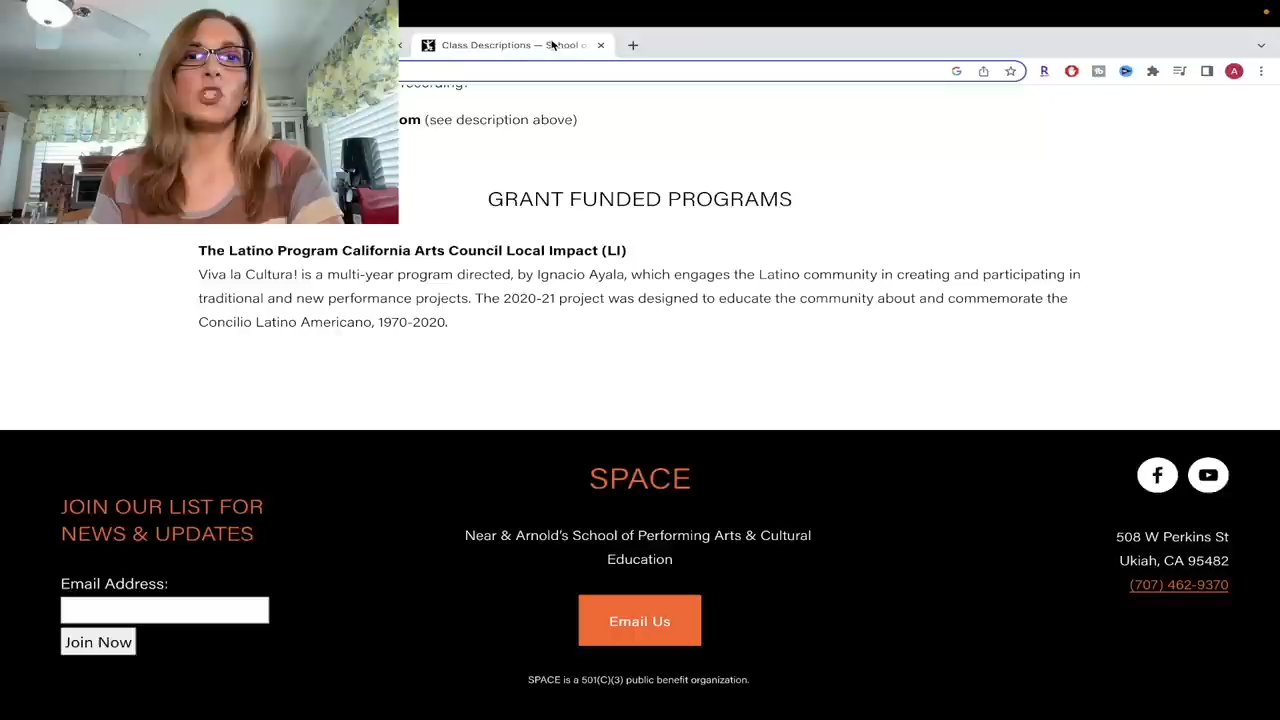 Class Descriptions — School o
A
om (see description above)
GRANT FUNDED PROGRAMS
The Latino Program California Arts Council Local Impact (LI)
Viva la Cultura! is a multi-year program directed, by Ignacio Ayala, which engages the Latino community in creating and participating in
traditional and new performance projects. The 2020-21 project was designed to educate the community about and commemorate the
Concilio Latino Americano, 1970-2020.
JOIN OUR LIST FOR
NEWS & UPDATES
Email Address:
Join Now
SPACE
Near & Arnold's School of Performing Arts & Cultural
Education
Email Us
SPACE is a 501(C)(3) public benefit organization.
508 W Perkins St
Ukiah, CA 95482
(707) 462-9370